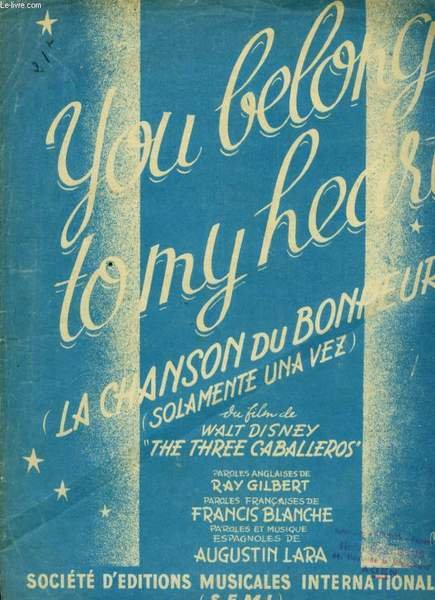 Le-livre.com
You belong
to my heart
(LA CHANSON DU BONHEUR
(SOLAMENTE UNA VEZ)
du film de
WALT DISNEY
"THE THREE CABALLEROS"
PAROLES ANGLAISES DE
RAY GILBERT
PAROLES FRANÇAISES DE
FRANCIS BLANCHE
PAROLES ET MUSIQUE
ESPAGNOLES DE
AUGUSTIN LARA
SOCIÉTÉ D'EDITIONS MUSICALES INTERNATIONAL
(S.E.M.I.)